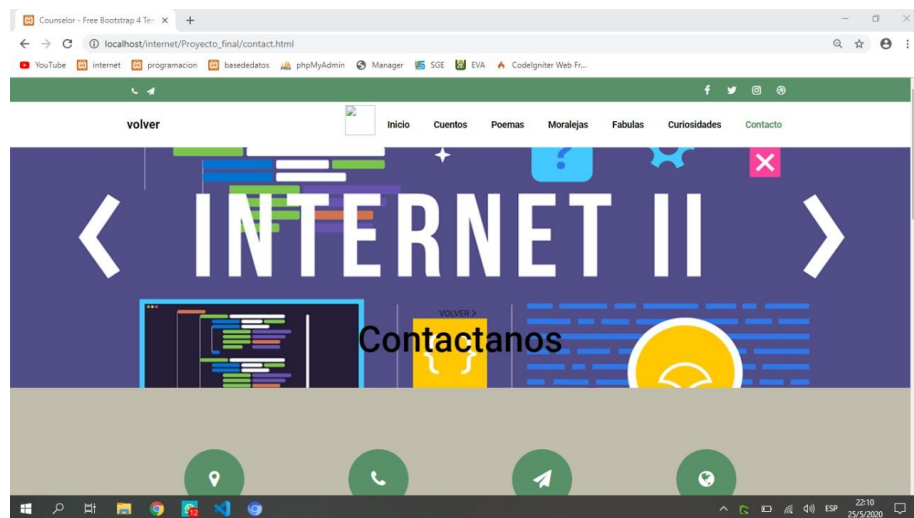 Counselor - Free Bootstrap 4 Ter
localhost/internet/Proyecto_final/contact.html
YouTube internet programacion basededatos phpMyAdmin Manager SGE EVA CodeIgniter Web Fr...
volver Inicio Cuentos Poemas Moralejas Fabulas Curiosidades Contacto
INTERNET II
VOLVER
Contactanos
12 ESP 22:10
25/5/2020